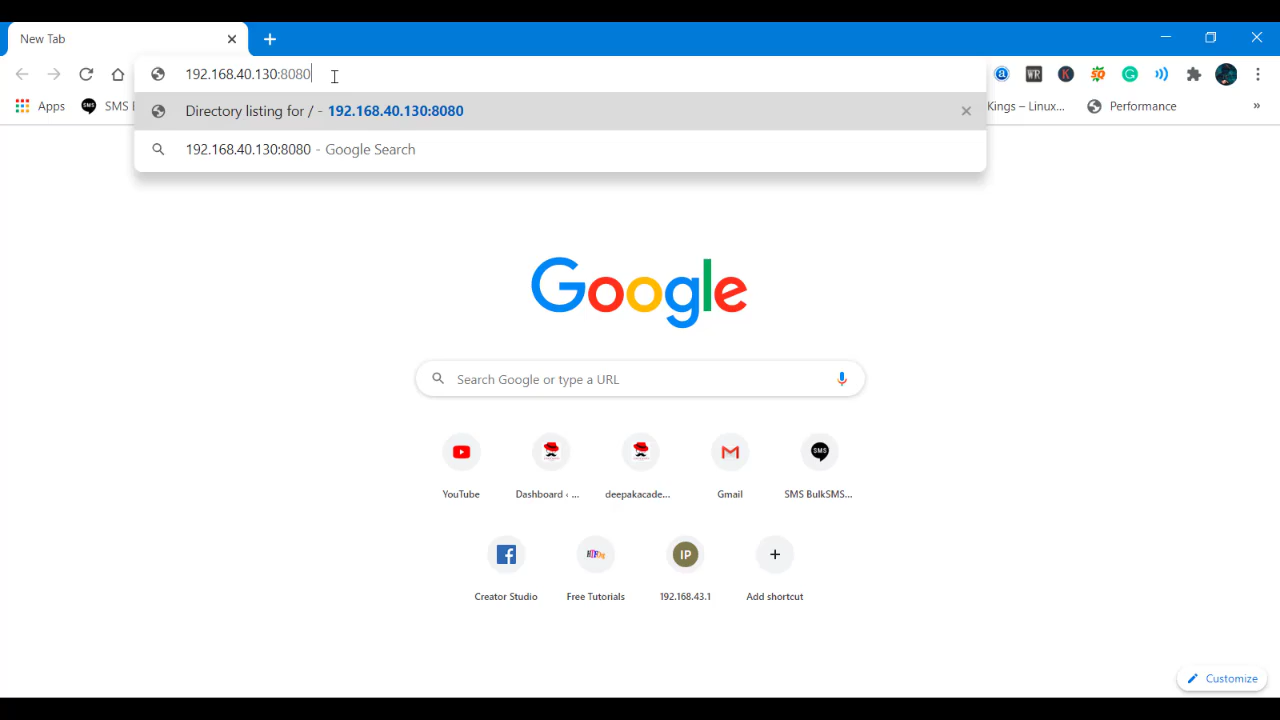 New Tab
192.168.40.130:8080
Apps
SMS B
Kings – Linux...
Performance
»
Directory listing for / - 192.168.40.130:8080
192.168.40.130:8080 - Google Search
Google
Search Google or type a URL
YouTube
Dashboard ‹ ...
deepakacade...
Gmail
SMS BulkSMS...
Creator Studio
Free Tutorials
192.168.43.1
Add shortcut
Customize